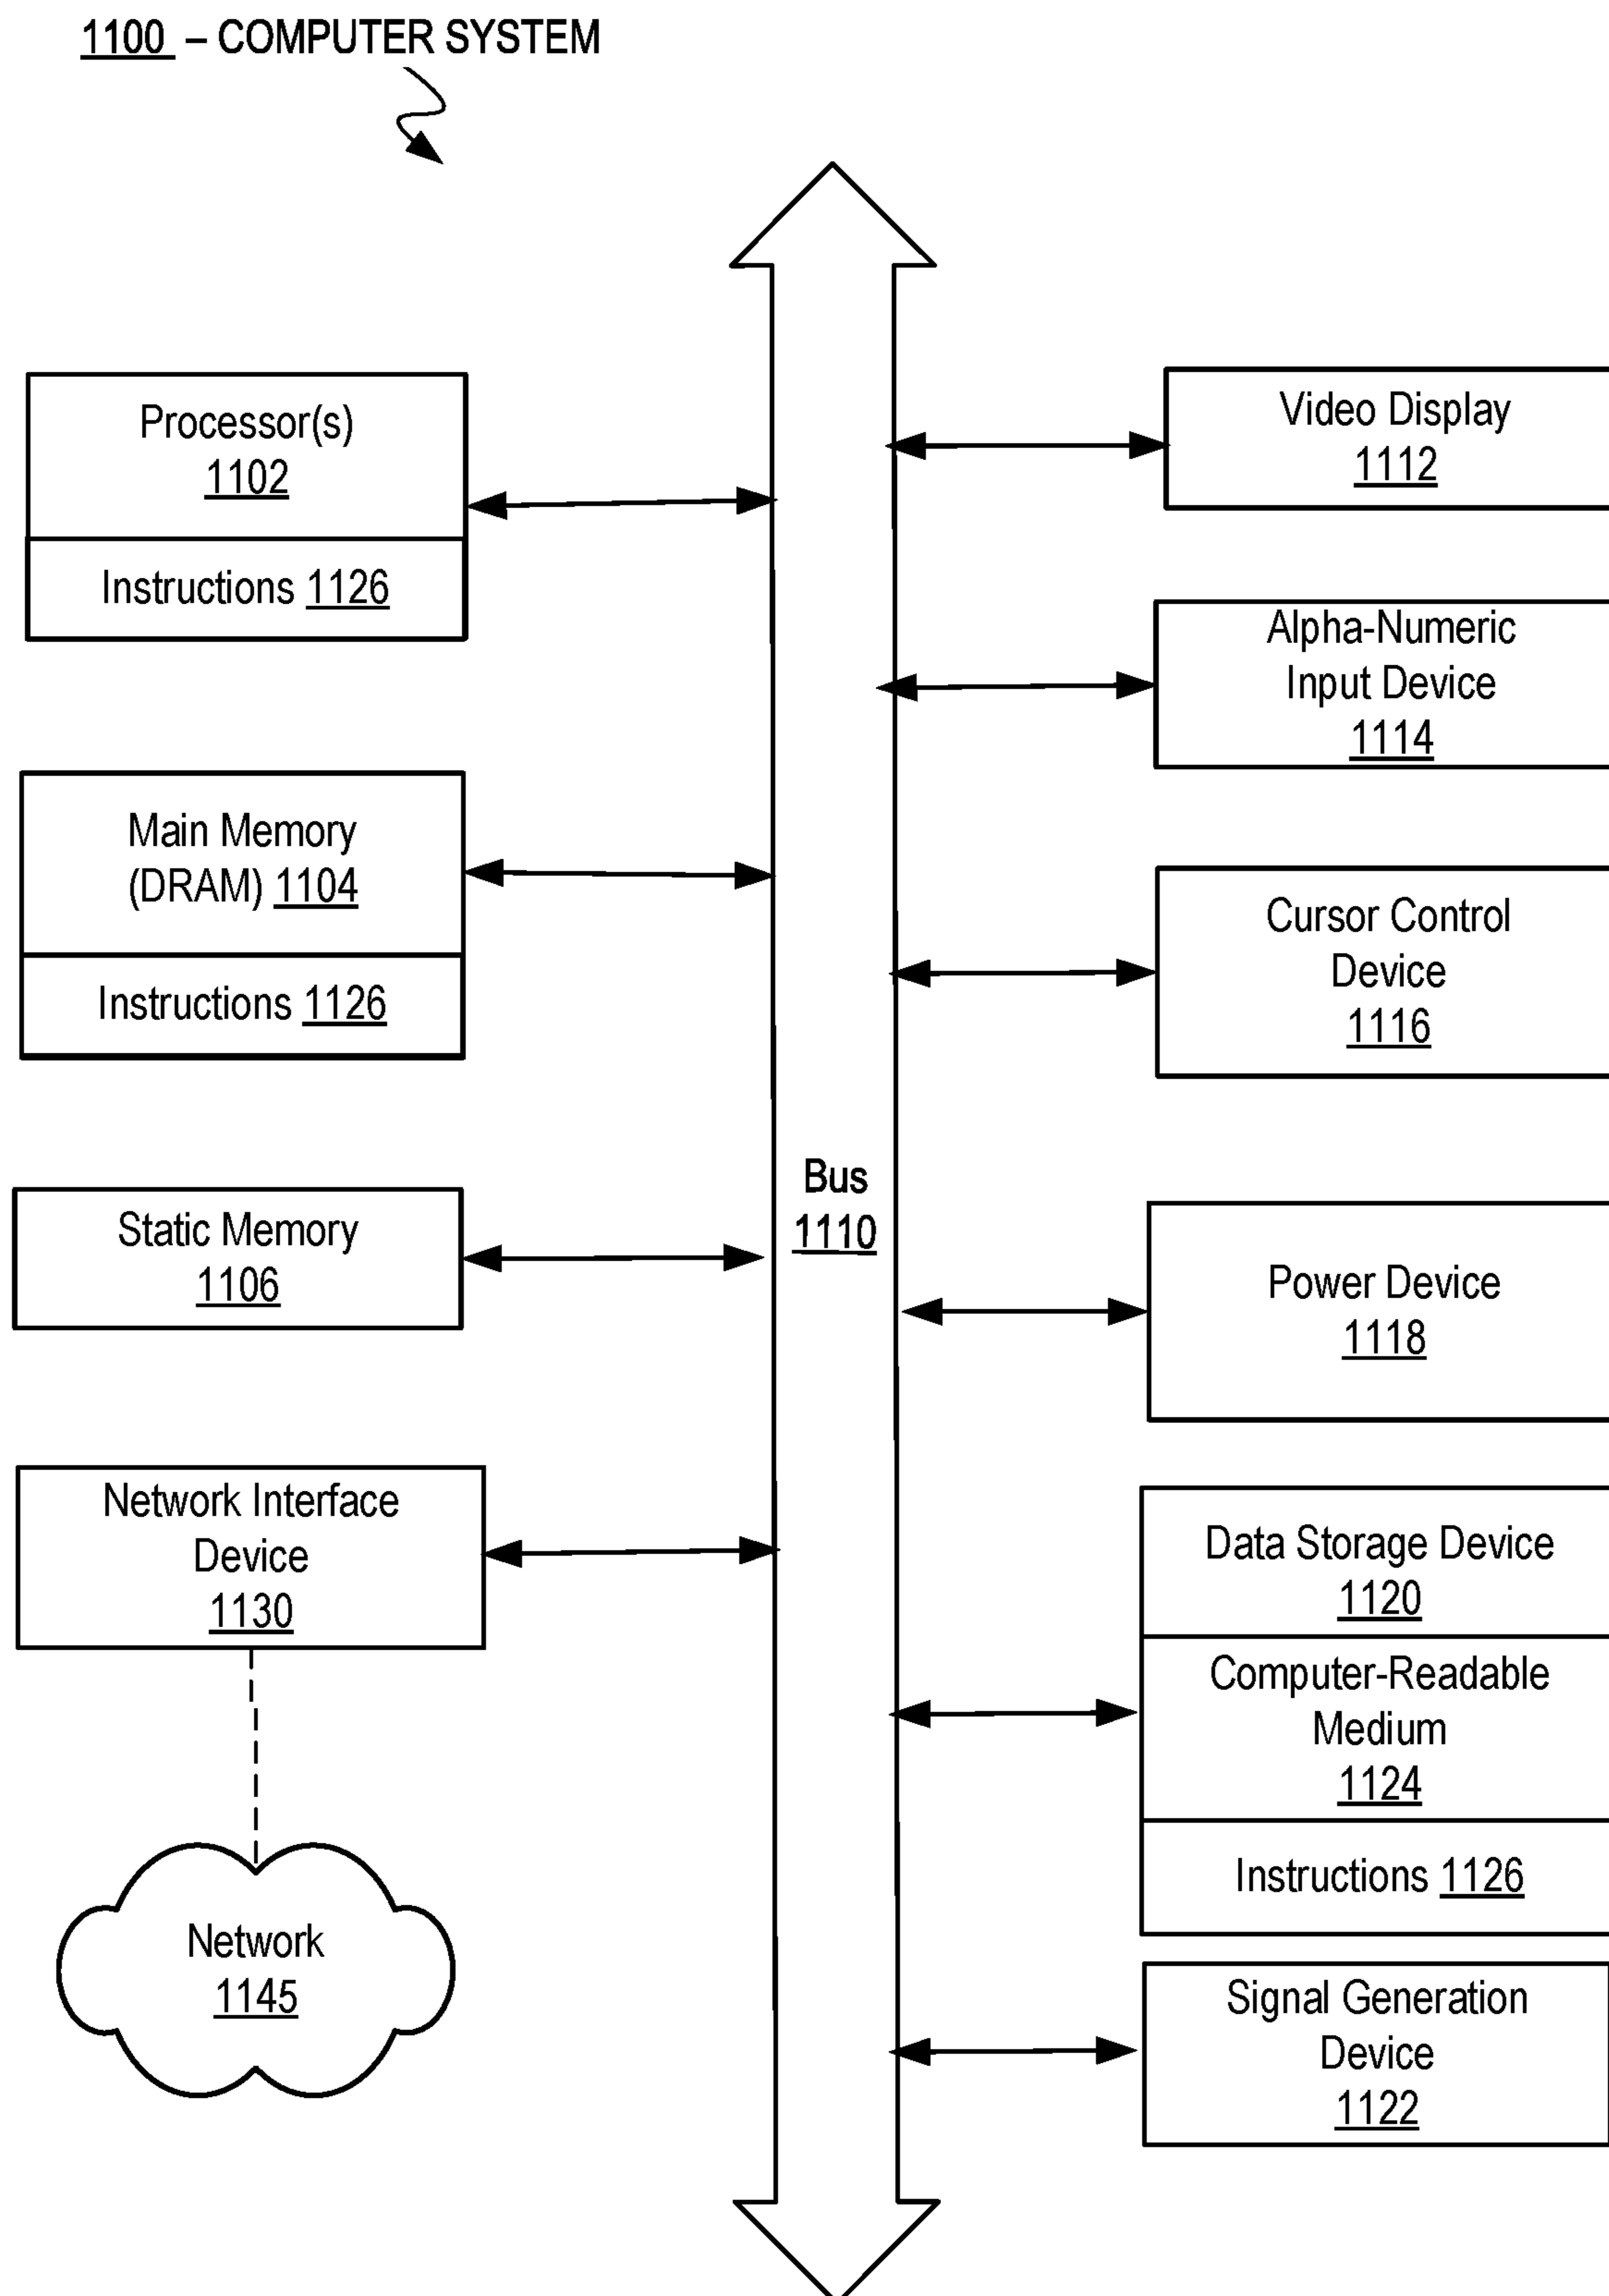 1100 – COMPUTER SYSTEM
Processor(s)
1102
Instructions 1126
Main Memory
(DRAM) 1104
Instructions 1126
Static Memory
1106
Network Interface
Device
1130
Network
1145
Bus
1110
Video Display
1112
Alpha-Numeric
Input Device
1114
Cursor Control
Device
1116
Power Device
1118
Data Storage Device
1120
Computer-Readable
Medium
1124
Instructions 1126
Signal Generation
Device
1122